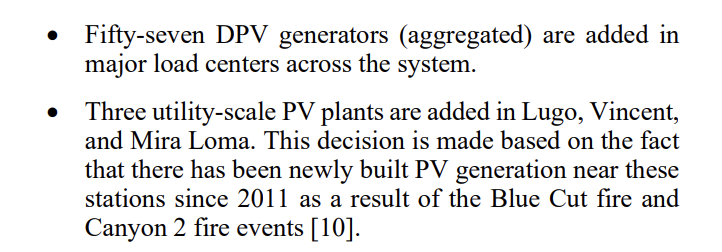 • Fifty-seven DPV generators (aggregated) are added in
major load centers across the system.
• Three utility-scale PV plants are added in Lugo, Vincent,
and Mira Loma. This decision is made based on the fact
that there has been newly built PV generation near these
stations since 2011 as a result of the Blue Cut fire and
Canyon 2 fire events [10].